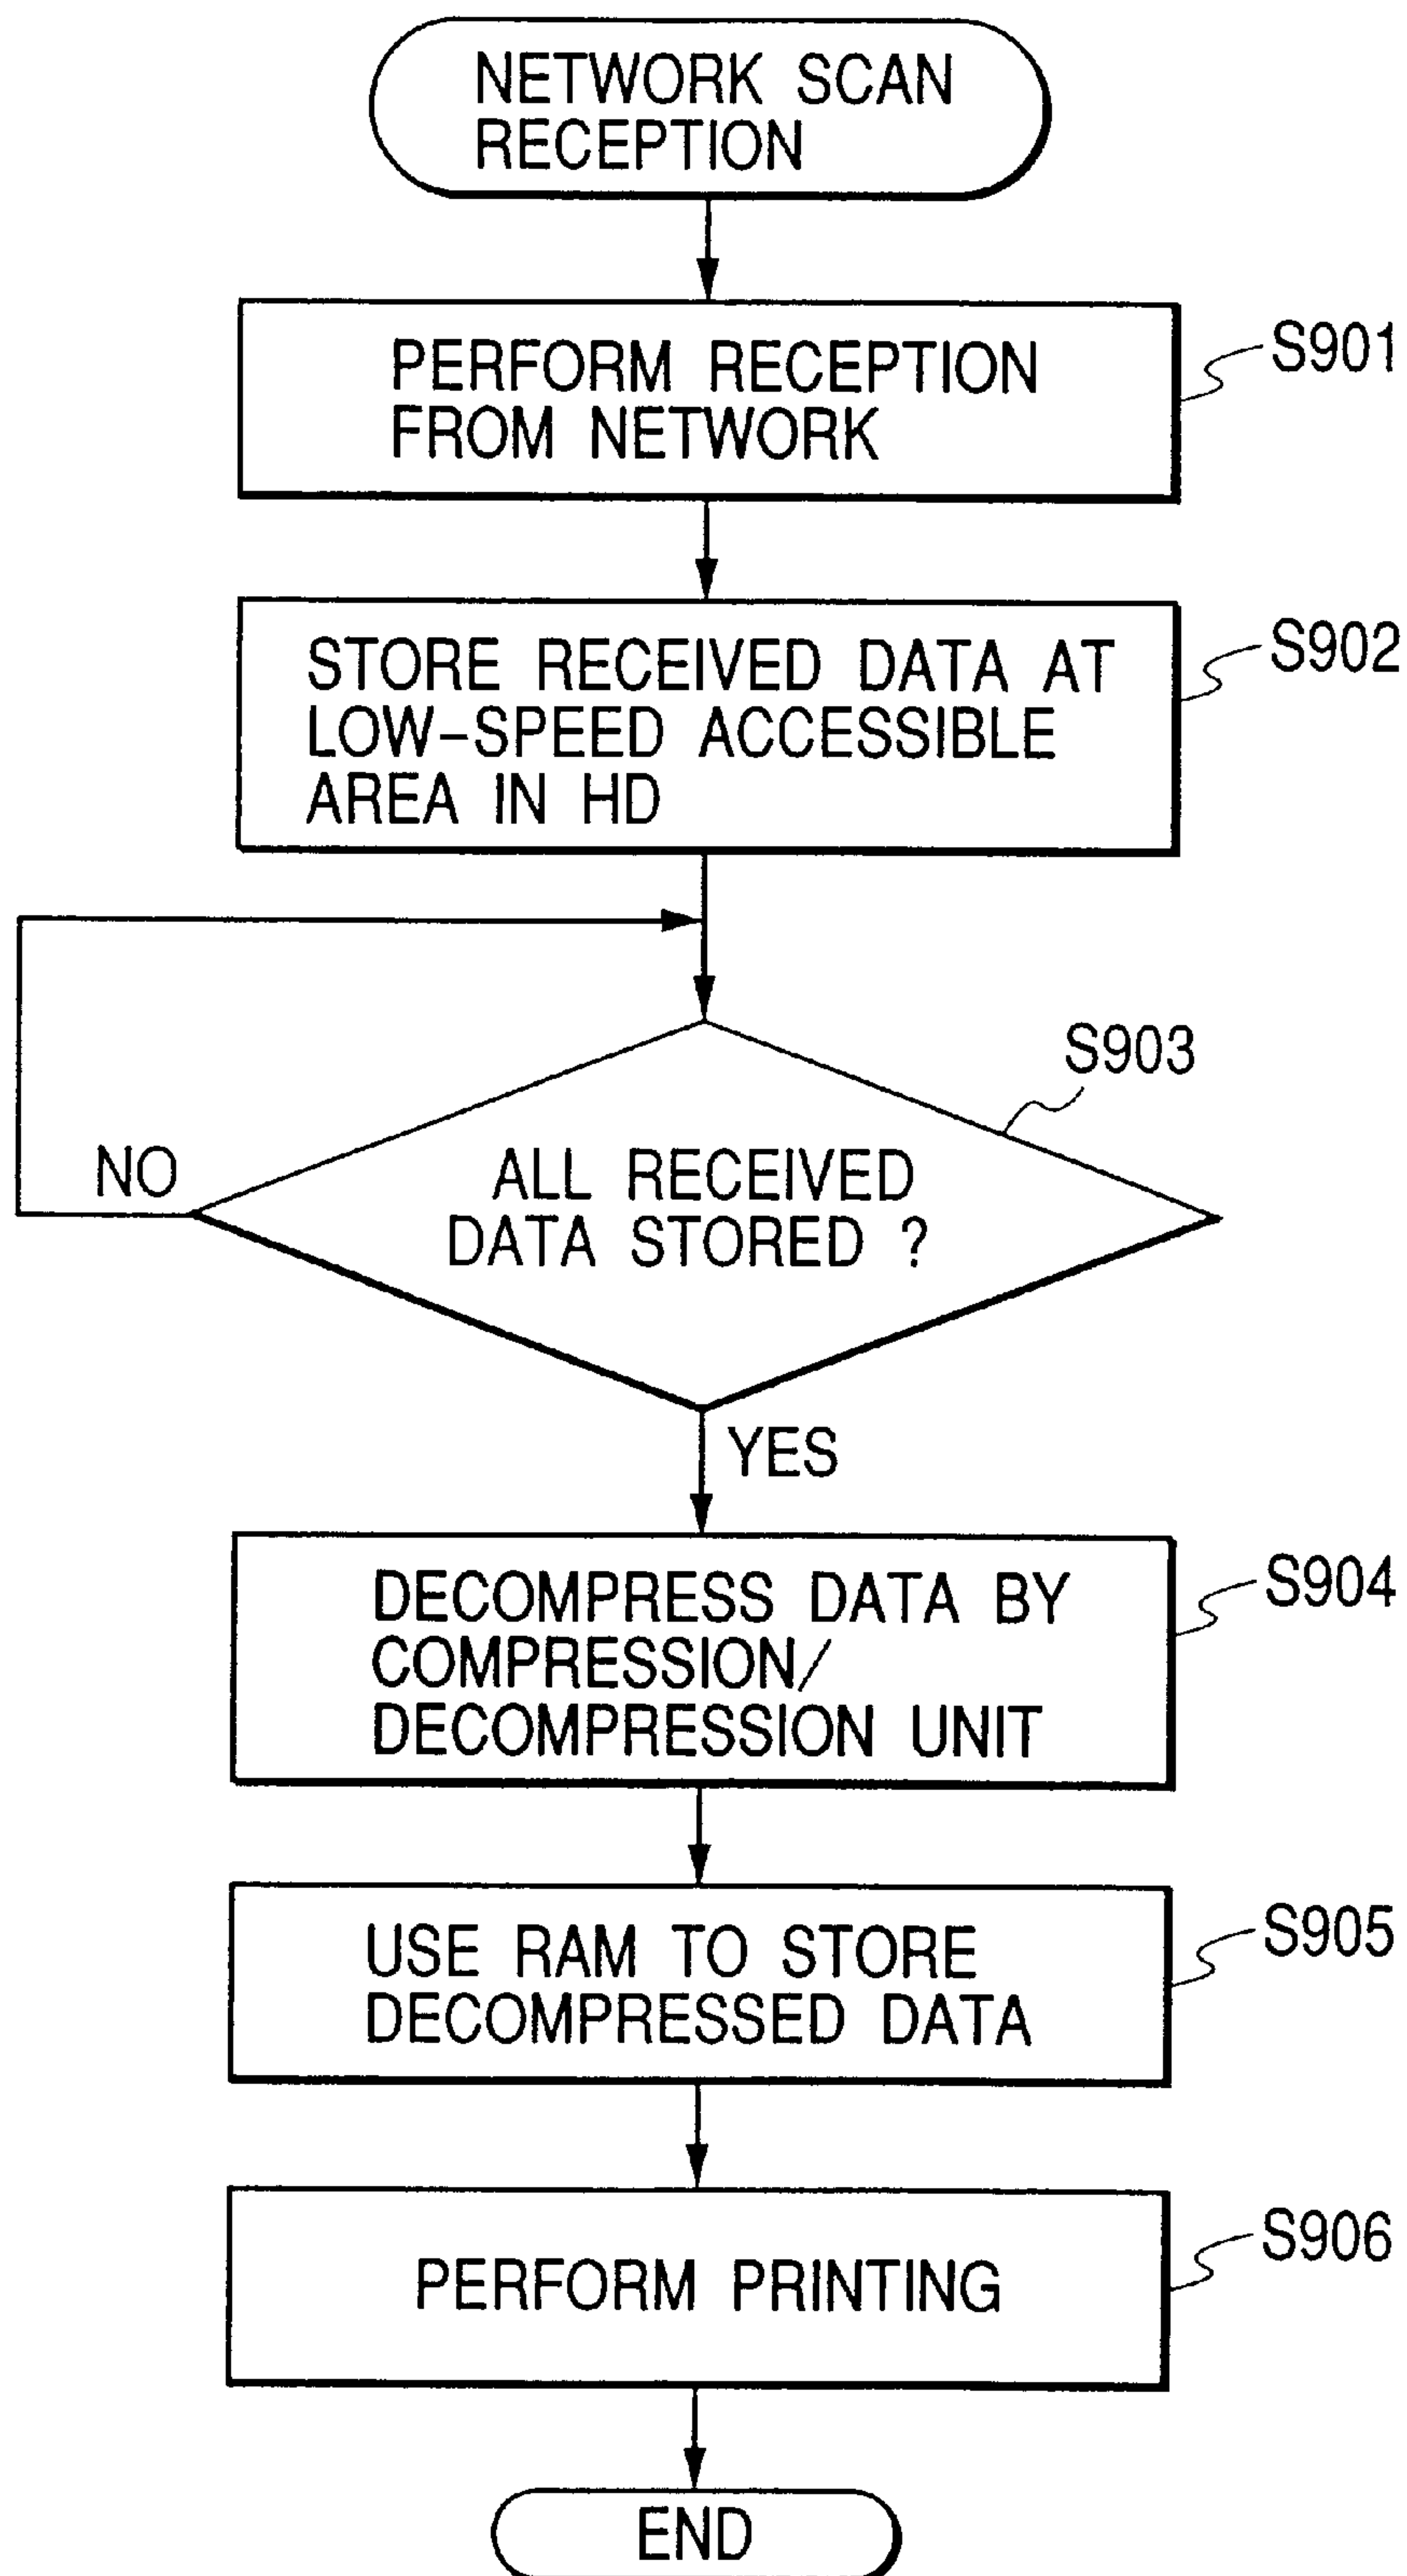 NETWORK SCAN
RECEPTION
PERFORM RECEPTION
FROM NETWORK
S901
STORE RECEIVED DATA AT
LOW-SPEED ACCESSIBLE
AREA IN HD
S902
S903
ALL RECEIVED
DATA STORED ?
NO
YES
DECOMPRESS DATA BY
COMPRESSION/
DECOMPRESSION UNIT
S904
USE RAM TO STORE
DECOMPRESSED DATA
S905
PERFORM PRINTING
S906
END